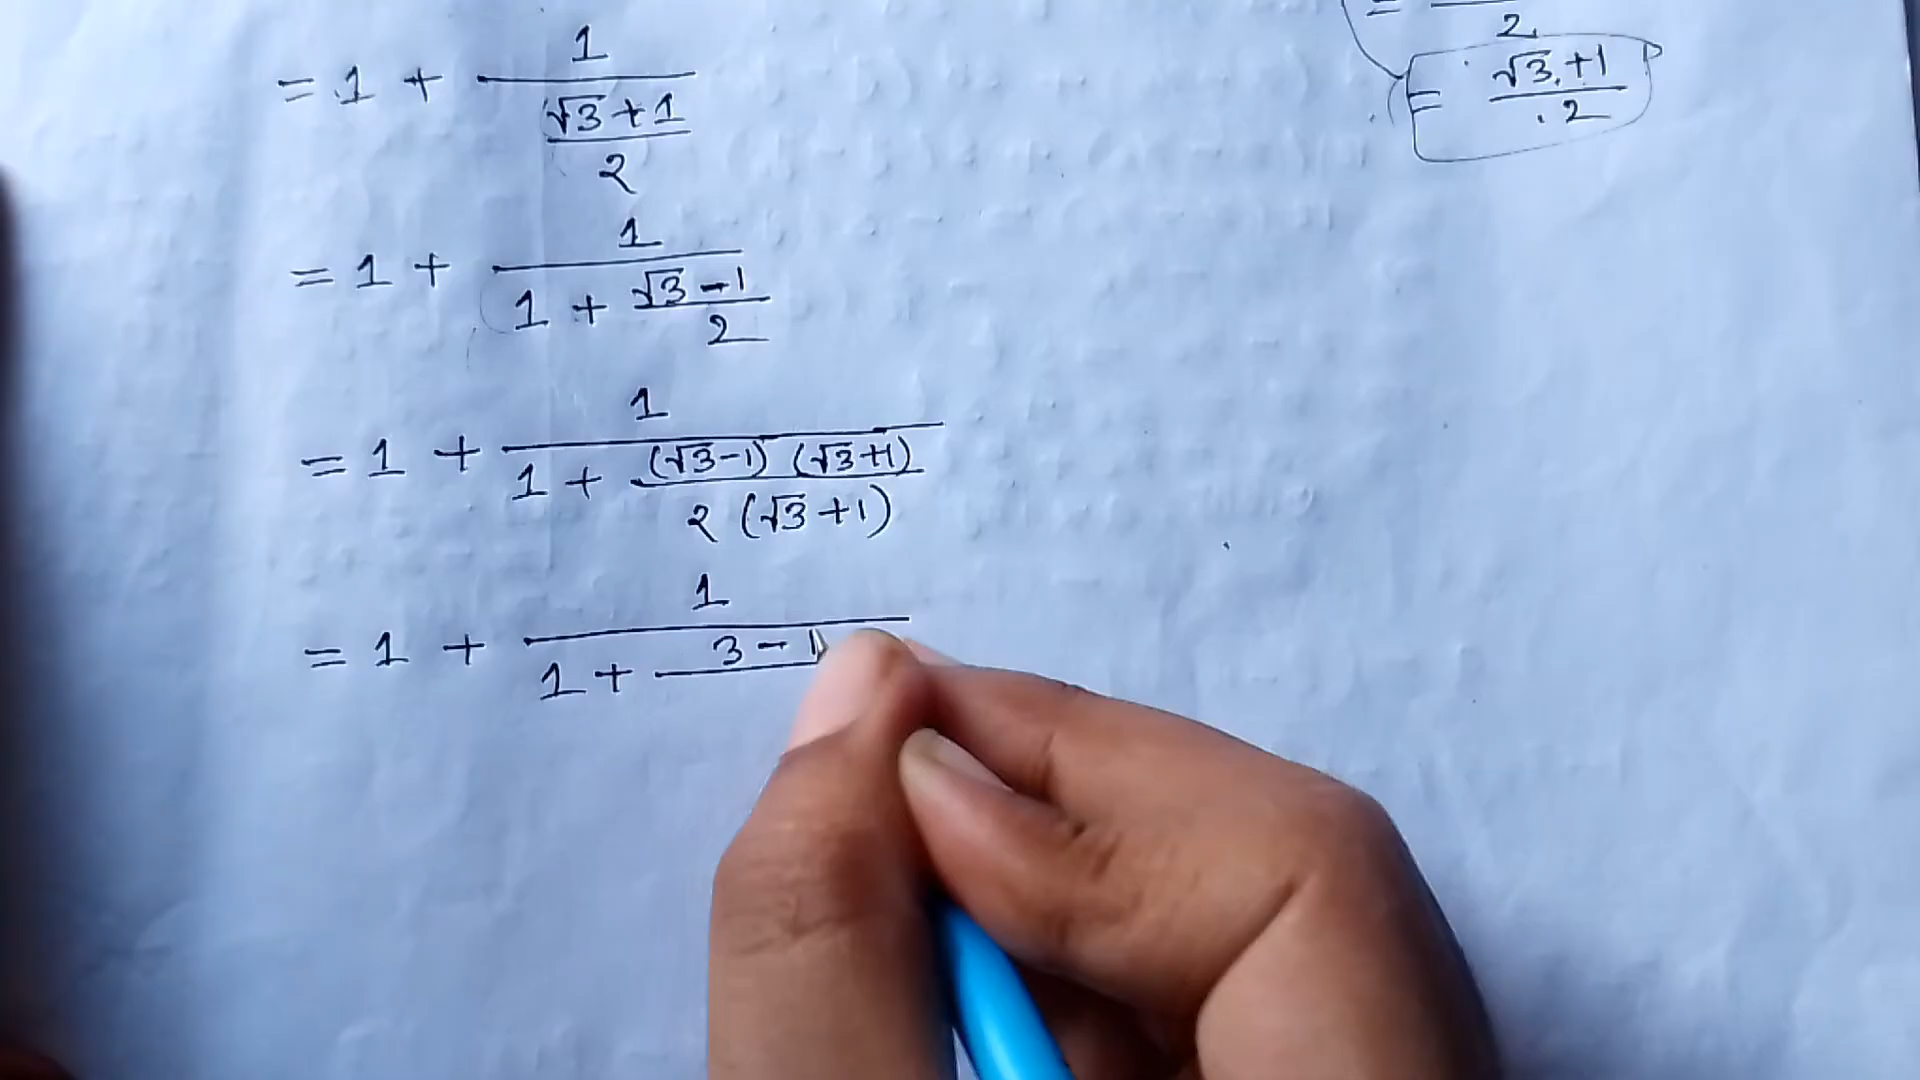 = 1 + 1/((√3+1)/2)
= 1 + 1/(1 + (√3-1)/2)
= 1 + 1/(1 + ((√3-1)(√3+1))/(2(√3+1)))
= 1 + 1/(1 + (3-1)/
= /2
= (√3+1)/2